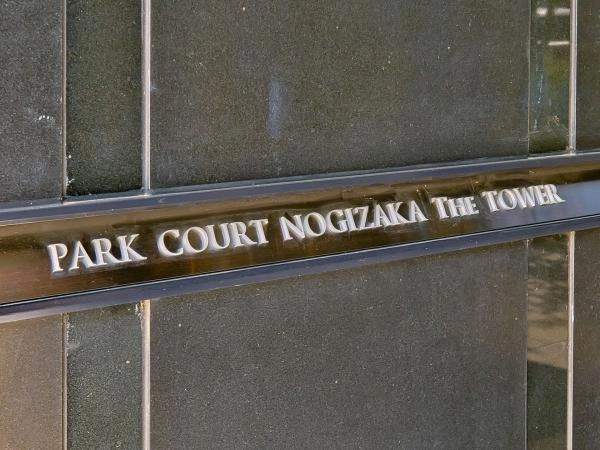 PARK COURT NOGIZAKA THE TOWER